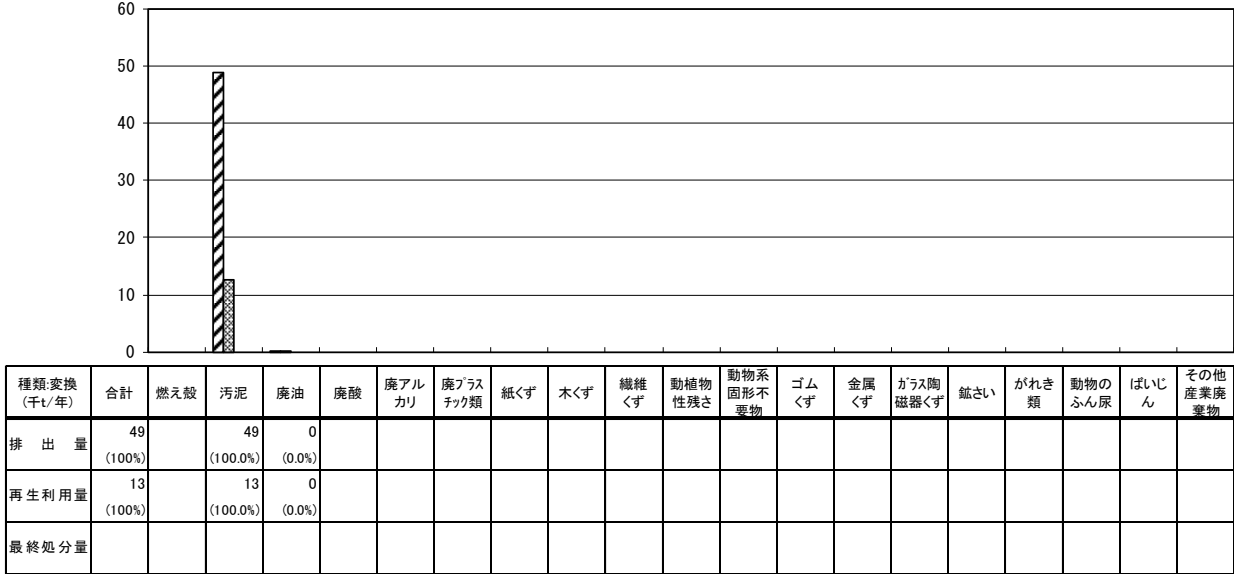 60
50
40
30
20
10
0
種類:変換 (千t/年) 合計 燃え殻 汚泥 廃油 廃酸 廃アルカリ 廃プラスチック類 紙くず 木くず 繊維くず 動植物性残さ 動物系固形不要物 ゴムくず 金属くず ガラス陶磁器くず 鉱さい がれき類 動物のふん尿 ばいじん その他産業廃棄物
排出量 49 49 0
(100%) (100.0%) (0.0%)
再生利用量 13 13 0
(100%) (100.0%) (0.0%)
最終処分量